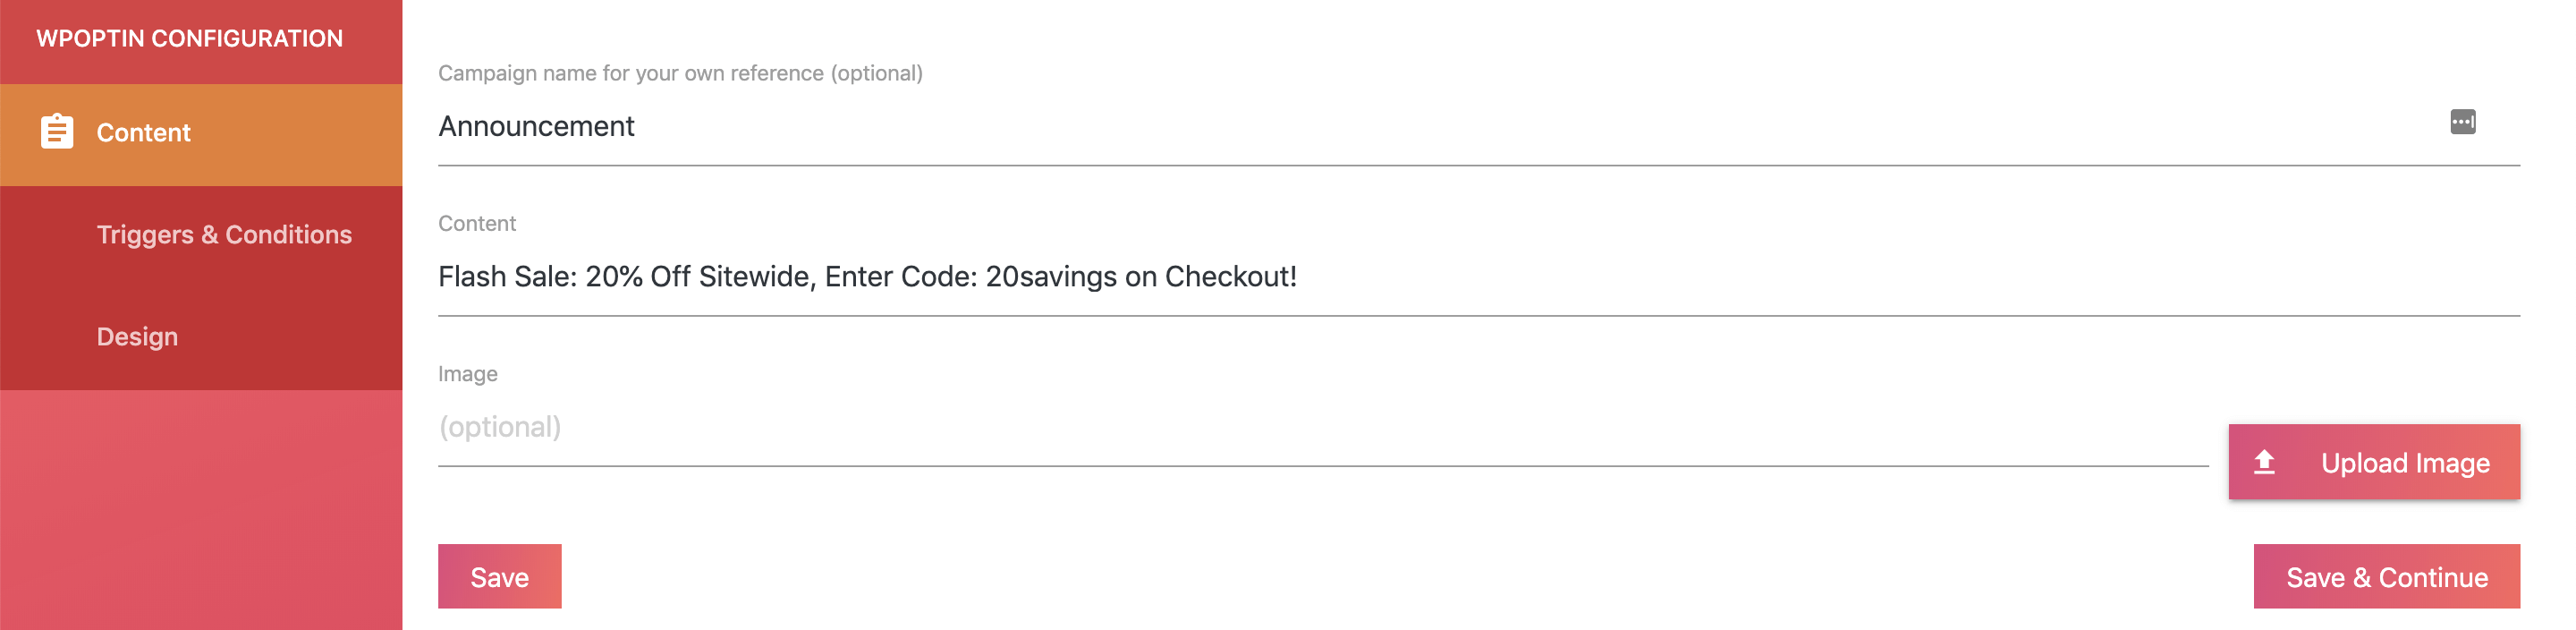 WPOPTIN CONFIGURATION
Content
Triggers & Conditions
Design
Campaign name for your own reference (optional)
Announcement
Content
Flash Sale: 20% Off Sitewide, Enter Code: 20savings on Checkout!
Image
(optional)
Upload Image
Save
Save & Continue